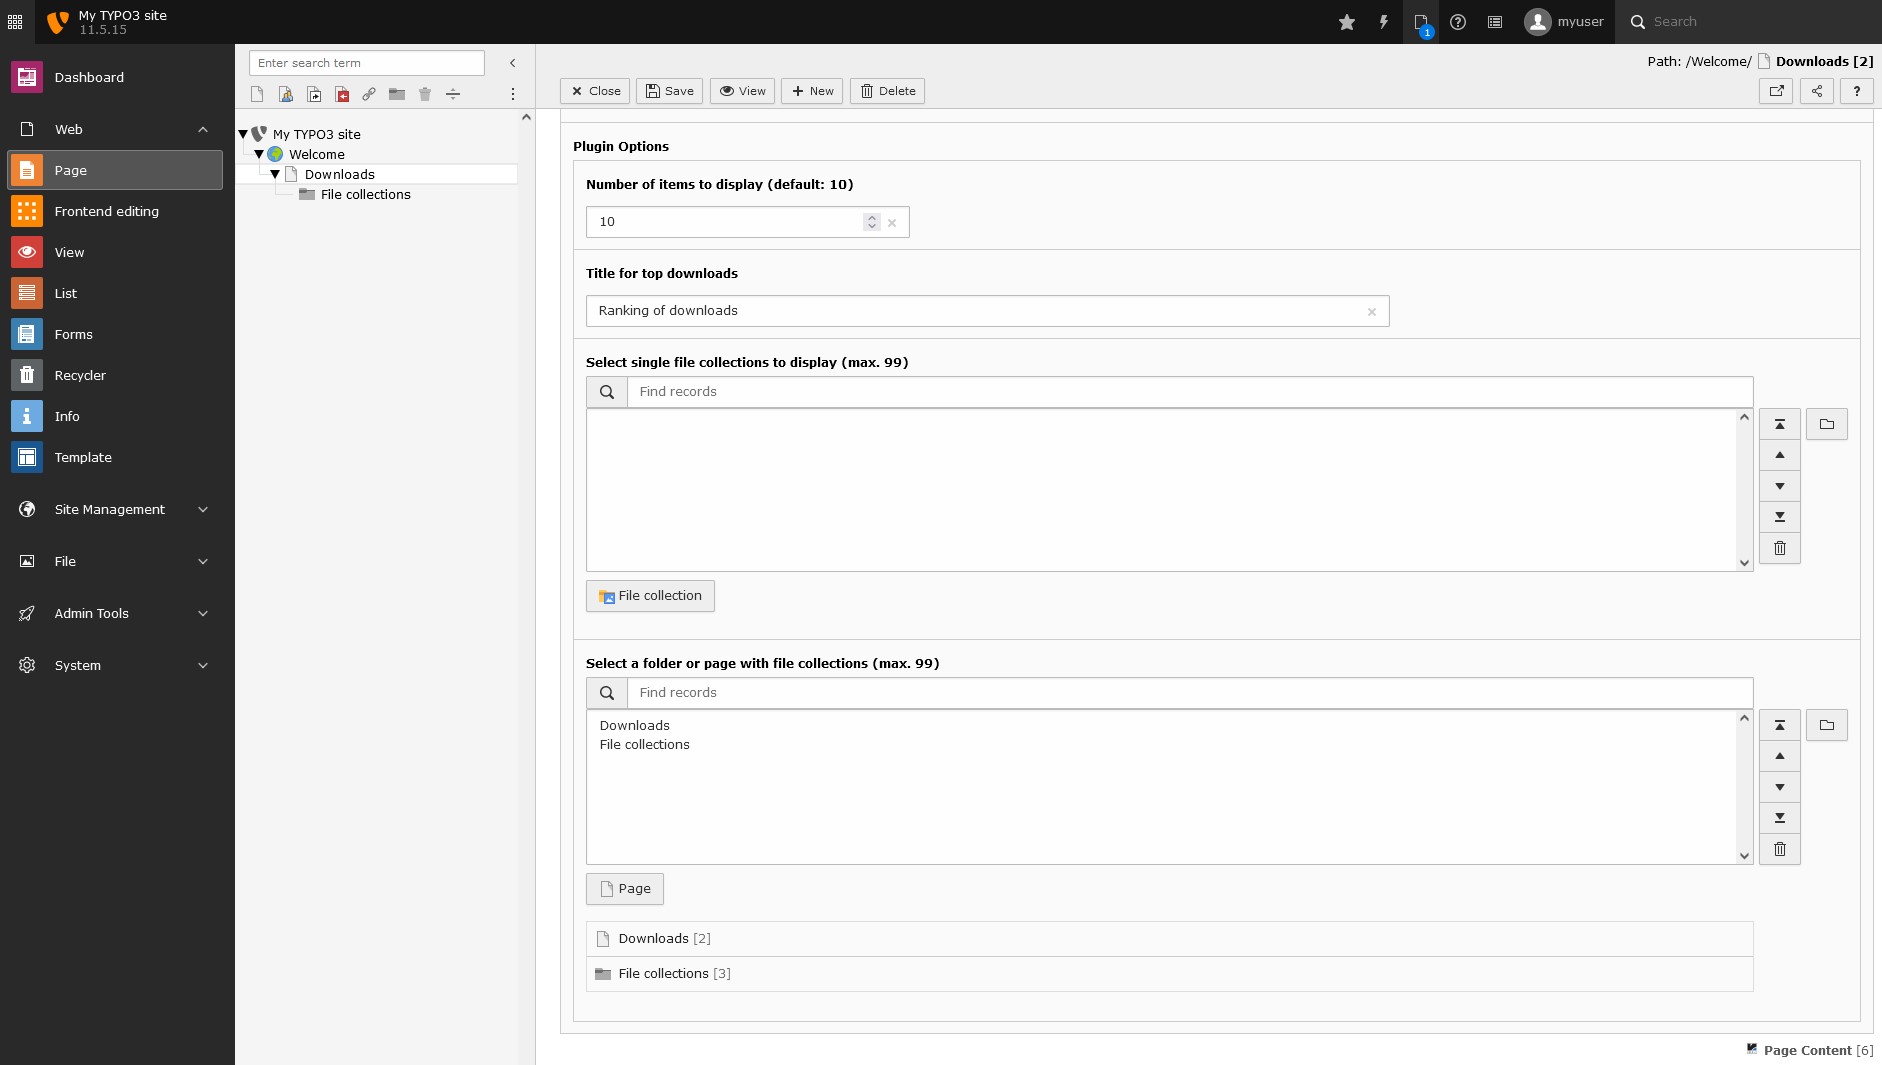 My TYPO3 site
11.5.15
1
myuser
Search
Dashboard
Web
Page
Frontend editing
View
List
Forms
Recycler
Info
Template
Site Management
File
Admin Tools
System
Enter search term
My TYPO3 site
Welcome
Downloads
File collections
Path: /Welcome/ Downloads [2]
Close
Save
View
New
Delete
?
Plugin Options
Number of items to display (default: 10)
10
Title for top downloads
Ranking of downloads
Select single file collections to display (max. 99)
Find records
File collection
Select a folder or page with file collections (max. 99)
Find records
Downloads
File collections
Page
Downloads [2]
File collections [3]
Page Content [6]